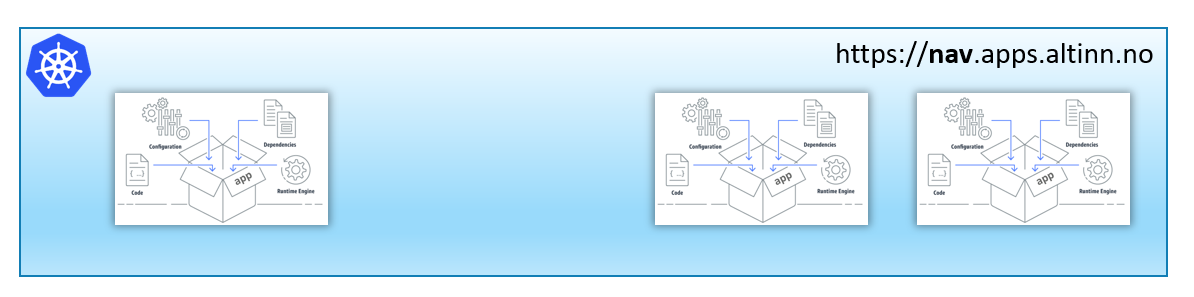 https://nav.apps.altinn.no
Configuration
Dependencies
Code
{...}
app
Runtime Engine
Configuration
Dependencies
Code
{...}
app
Runtime Engine
Configuration
Dependencies
Code
{...}
app
Runtime Engine